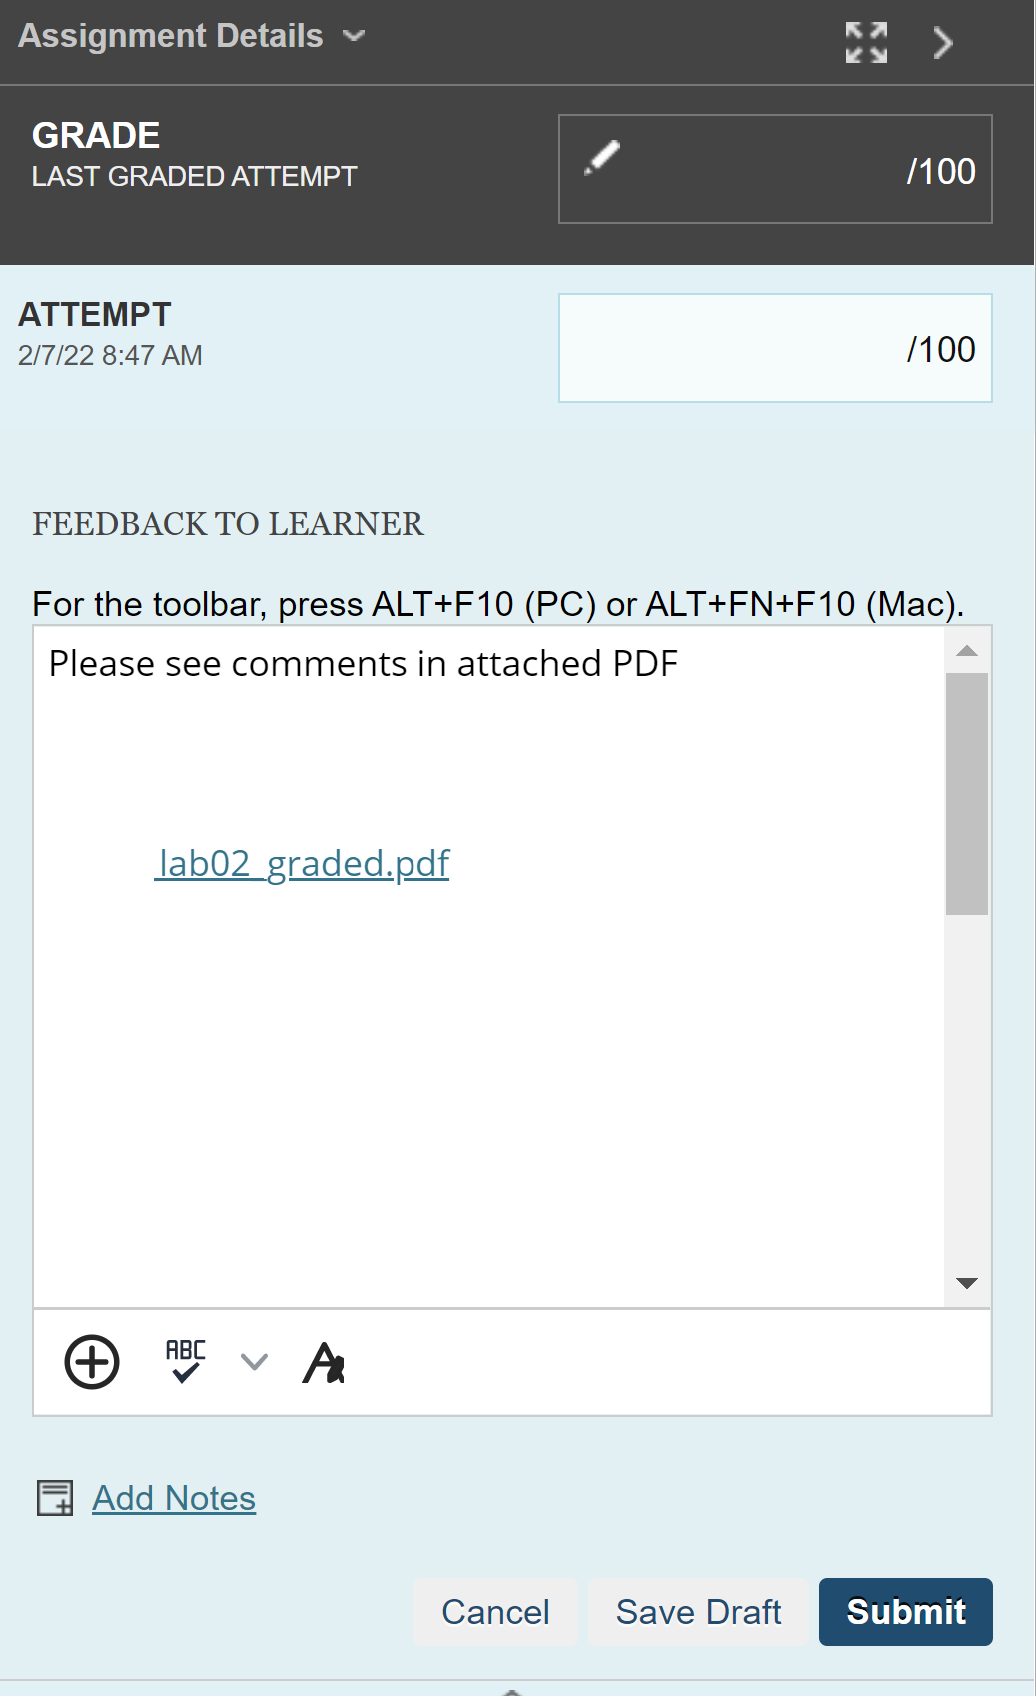 Assignment Details
GRADE
LAST GRADED ATTEMPT
/100
ATTEMPT
2/7/22 8:47 AM
/100
FEEDBACK TO LEARNER
For the toolbar, press ALT+F10 (PC) or ALT+FN+F10 (Mac).
Please see comments in attached PDF
lab02_graded.pdf
ABC
Add Notes
Cancel Save Draft Submit